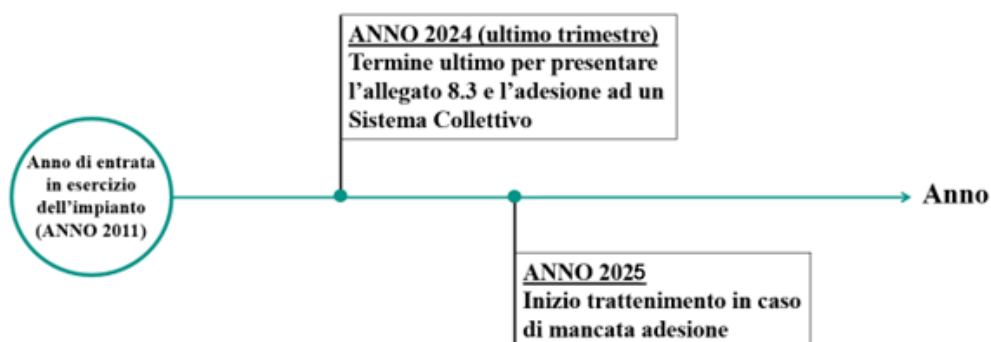 ANNO 2024 (ultimo trimestre)
Termine ultimo per presentare
l’allegato 8.3 e l’adesione ad un
Sistema Collettivo
Anno di entrata
in esercizio
dell’impianto
(ANNO 2011)
Anno
ANNO 2025
Inizio trattenimento in caso
di mancata adesione